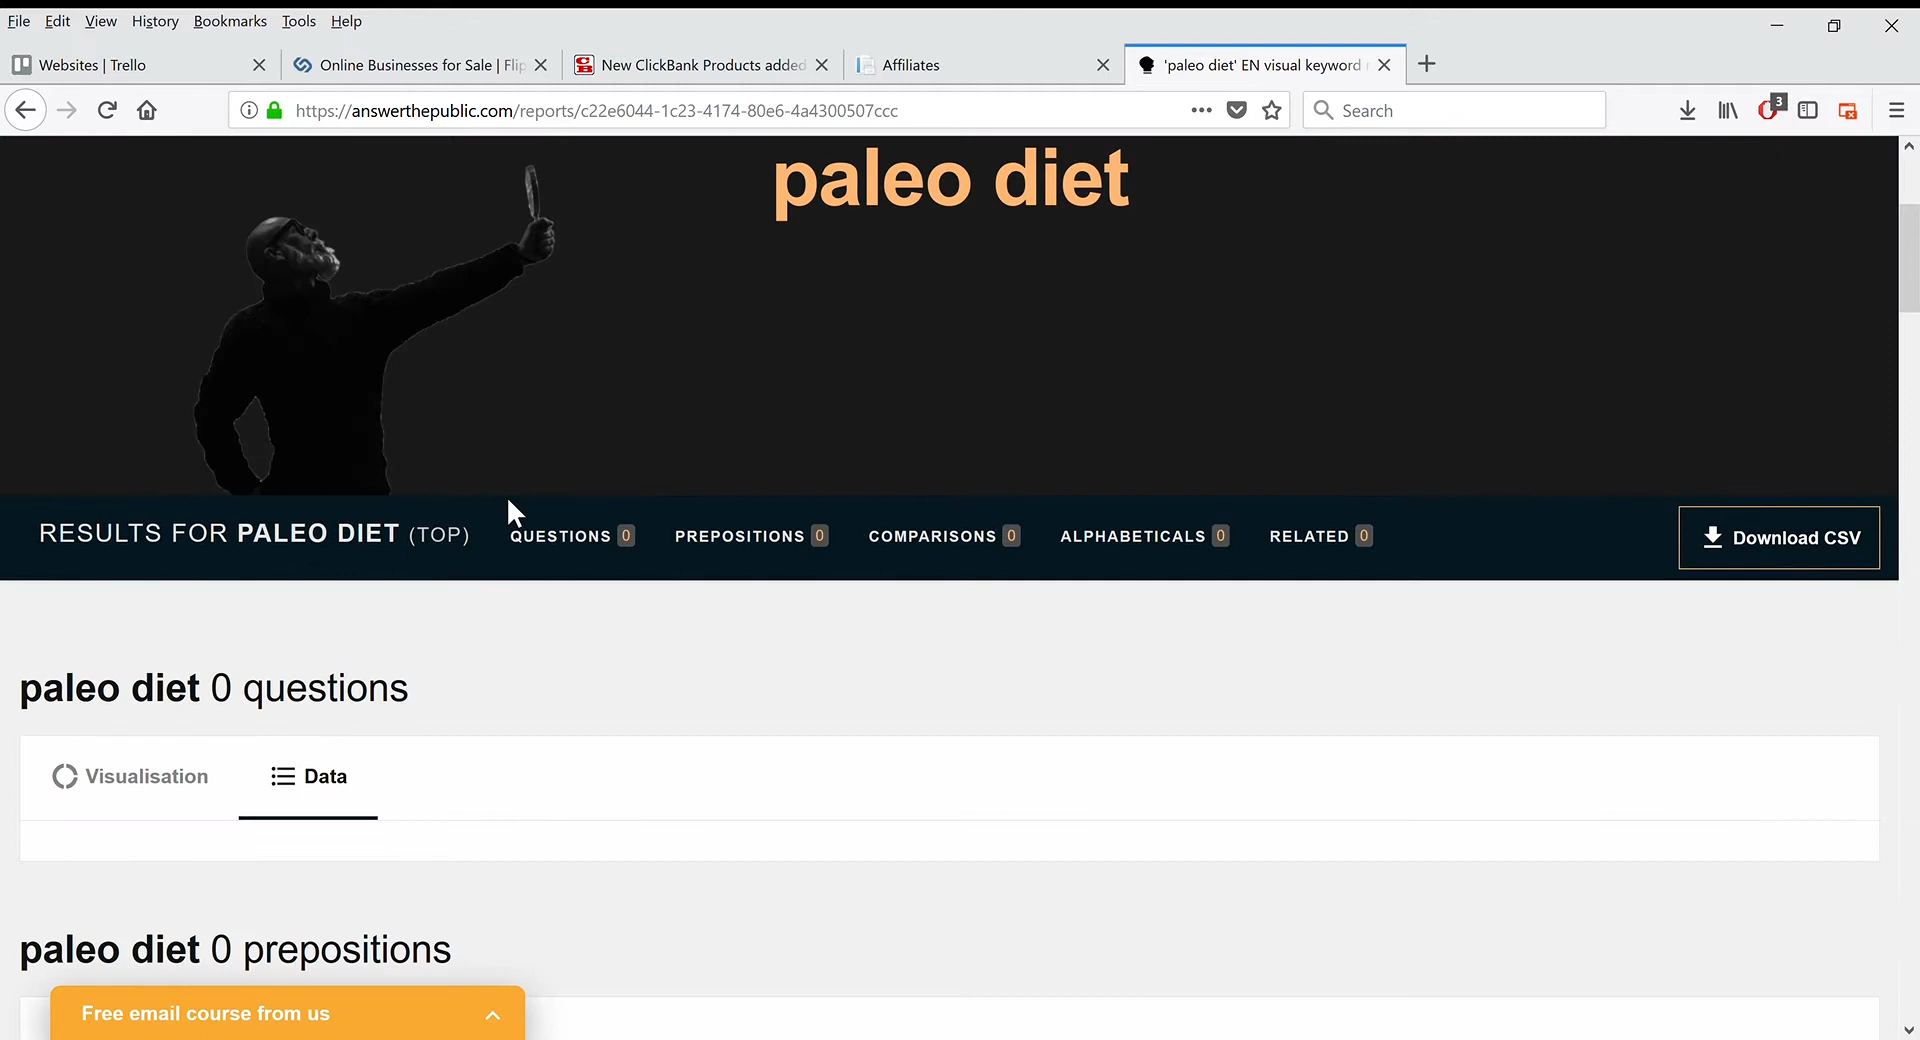 File Edit View History Bookmarks Tools Help
Websites | Trello
Online Businesses for Sale | Flip
New ClickBank Products added
Affiliates
'paleo diet' EN visual keyword
https://answerthepublic.com/reports/c22e6044-1c23-4174-80e6-4a4300507ccc
Search
3
paleo diet
RESULTS FOR PALEO DIET (TOP)
QUESTIONS 0
PREPOSITIONS 0
COMPARISONS 0
ALPHABETICALS 0
RELATED 0
Download CSV
paleo diet 0 questions
Visualisation
Data
paleo diet 0 prepositions
Free email course from us